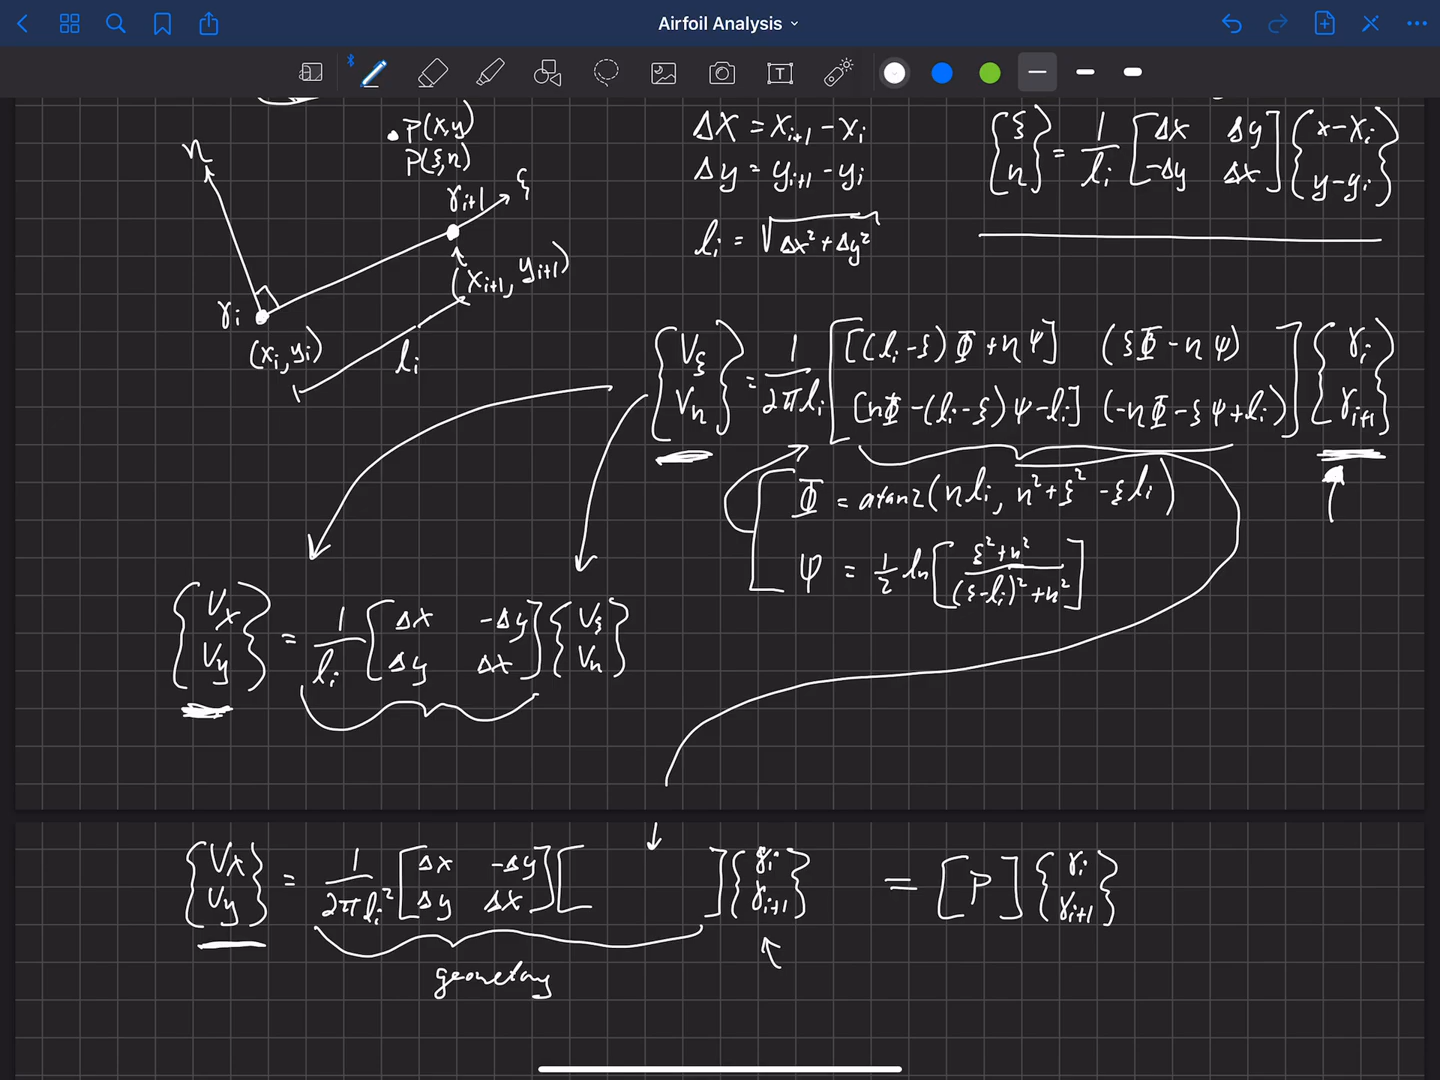 Airfoil Analysis
P(x,y)
P(ξ,η)
η
ξ
γi+1
(xi+1, yi+1)
γi
(xi, yi)
li
ΔX = xi+1 - xi
Δy = yi+1 - yi
li = √(Δx² + Δy²)
{ξ η} = 1/li [Δx Δy -Δy Δx] {x-xi y-yi}
{Vξ Vη} = 1/2πli [[(li-ξ)Φ+ηψ] (ξΦ-ηψ) [ηΦ-(li-ξ)ψ-li] (-ηΦ-ξψ+li)] {γi γi+1}
Φ = atan2(ηli, η²+ξ²-ξli)
ψ = 1/2 ln[ξ²+η² / (ξ-li)²+η²]
{Vx Vy} = 1/li [Δx -Δy Δy Δx] {Vξ Vη}
{Vx Vy} = 1/2πli² [Δx -Δy Δy Δx] [ ] {γi γi+1} = [P] {γi γi+1}
geometry